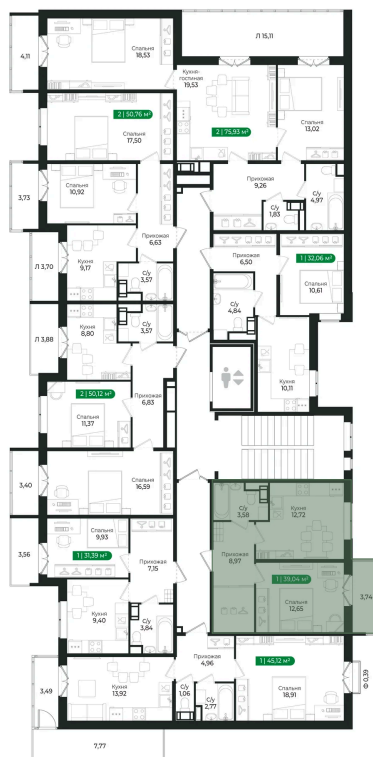 Л 15,11
4,11
Спальня
18,53
Кухня-
гостиная
19,53
Спальня
13,02
2 | 50,76 м²
Спальня
17,50
2 | 75,93 м²
3,73
Спальня
10,92
Прихожая
9,26
С/у
4,97
С/у
1,83
Прихожая
6,63
Прихожая
6,50
1 | 32,06 м²
Спальня
10,61
Л 3,70
Кухня
9,17
С/у
3,57
С/у
4,84
Л 3,88
Кухня
8,80
С/у
3,57
Кухня
10,11
2 | 50,12 м²
Спальня
11,37
Прихожая
6,83
3,40
Спальня
16,59
С/у
3,58
Кухня
12,72
3,56
Спальня
9,93
1 | 31,39 м²
Прихожая
7,15
Прихожая
8,97
1 | 39,04 м²
Спальня
12,65
3,74
Кухня
9,40
С/у
3,84
Прихожая
4,96
1 | 45,12 м²
3,49
Кухня
13,92
С/у
1,06
С/у
2,77
Спальня
18,91
Ф 0,39
7,77